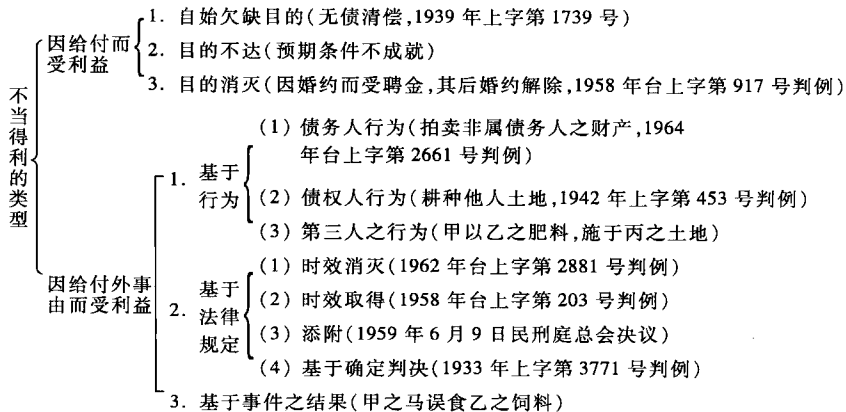 不当得利的类型
因给付而
受利益
1. 自始欠缺目的(无债清偿,1939 年上字第 1739 号)
2. 目的不达(预期条件不成就)
3. 目的消灭(因婚约而受聘金,其后婚约解除,1958 年台上字第 917 号判例)
因给付外事
由而受利益
1. 基于
行为
(1) 债务人行为(拍卖非属债务人之财产,1964
年台上字第 2661 号判例)
(2) 债权人行为(耕种他人土地,1942 年上字第 453 号判例)
(3) 第三人之行为(甲以乙之肥料,施于丙之土地)
2. 基于
法律
规定
(1) 时效消灭(1962 年台上字第 2881 号判例)
(2) 时效取得(1958 年台上字第 203 号判例)
(3) 添附(1959 年 6 月 9 日民刑庭总会决议)
(4) 基于确定判决(1933 年上字第 3771 号判例)
3. 基于事件之结果(甲之马误食乙之饲料)